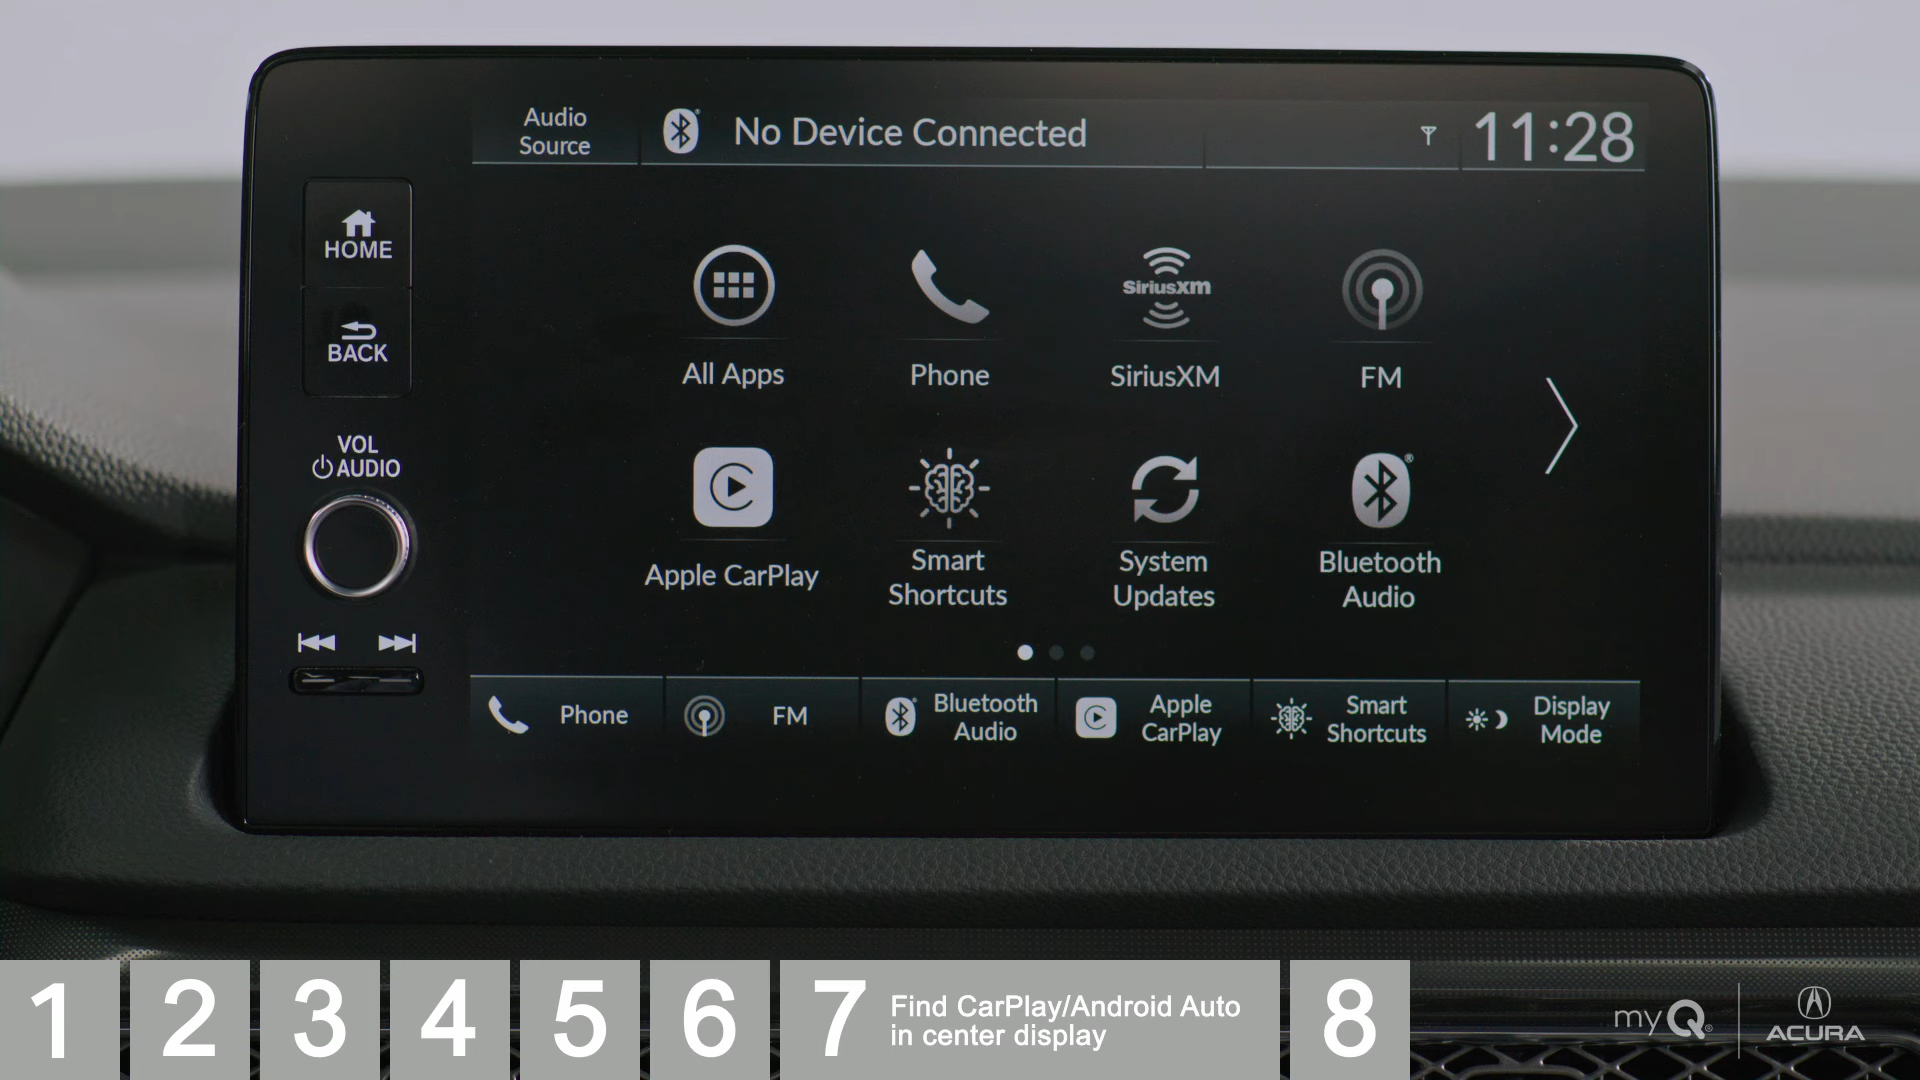 Audio
Source
No Device Connected
11:28
HOME
BACK
VOL
AUDIO
All Apps
Phone
SiriusXM
SiriusXM
FM
Apple CarPlay
Smart
Shortcuts
System
Updates
Bluetooth
Audio
Phone
FM
Bluetooth
Audio
Apple
CarPlay
Smart
Shortcuts
Display
Mode
1
2
3
4
5
6
7
Find CarPlay/Android Auto
in center display
8
myQ
ACURA